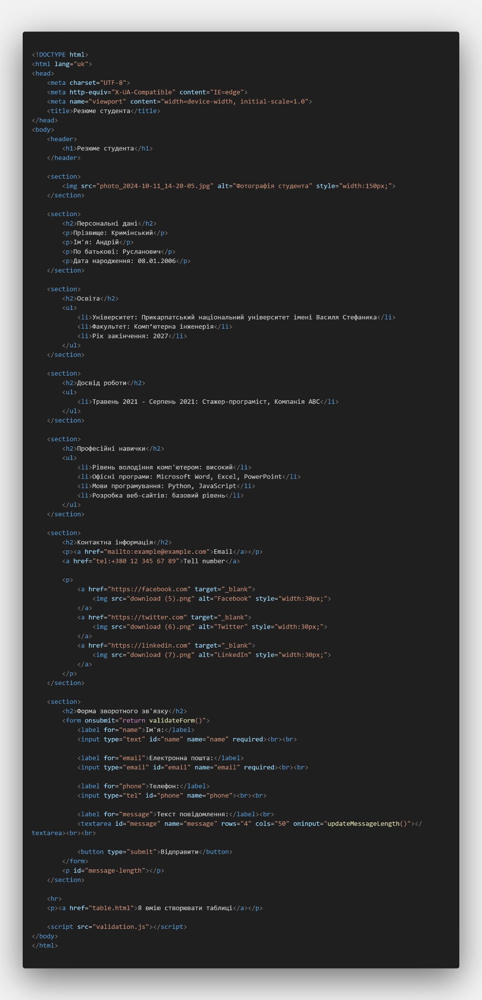 <!DOCTYPE html>
<html lang="uk">
<head>
    <meta charset="UTF-8">
    <meta http-equiv="X-UA-Compatible" content="IE=edge">
    <meta name="viewport" content="width=device-width, initial-scale=1.0">
    <title>Резюме студента</title>
</head>
<body>
    <header>
        <h1>Резюме студента</h1>
    </header>

    <section>
        <img src="photo_2024-10-11_14-20-05.jpg" alt="Фотографія студента" style="width:150px;">
    </section>

    <section>
        <h2>Персональні дані</h2>
        <p>Прізвище: Кримінський</p>
        <p>Ім'я: Андрій</p>
        <p>По батькові: Русланович</p>
        <p>Дата народження: 08.01.2006</p>
    </section>

    <section>
        <h2>Освіта</h2>
        <ul>
            <li>Університет: Прикарпатський національний університет імені Василя Стефаника</li>
            <li>Факультет: Комп’ютерна інженерія</li>
            <li>Рік закінчення: 2027</li>
        </ul>
    </section>

    <section>
        <h2>Досвід роботи</h2>
        <ul>
            <li>Травень 2021 - Серпень 2021: Стажер-програміст, Компанія ABC</li>
        </ul>
    </section>

    <section>
        <h2>Професійні навички</h2>
        <ul>
            <li>Рівень володіння комп'ютером: високий</li>
            <li>Офісні програми: Microsoft Word, Excel, PowerPoint</li>
            <li>Мови програмування: Python, JavaScript</li>
            <li>Розробка веб-сайтів: базовий рівень</li>
        </ul>
    </section>

    <section>
        <h2>Контактна інформація</h2>
        <p><a href="mailto:example@example.com">Email</a></p>
        <a href="tel:+380 12 345 67 89">Tell number</a>

        <p>
            <a href="https://facebook.com" target="_blank">
                <img src="download (5).png" alt="Facebook" style="width:30px;">
            </a>
            <a href="https://twitter.com" target="_blank">
                <img src="download (6).png" alt="Twitter" style="width:30px;">
            </a>
            <a href="https://linkedin.com" target="_blank">
                <img src="download (7).png" alt="LinkedIn" style="width:30px;">
            </a>
        </p>
    </section>

    <section>
        <h2>Форма зворотного зв'язку</h2>
        <form onsubmit="return validateForm()">
            <label for="name">Ім'я:</label>
            <input type="text" id="name" name="name" required><br><br>

            <label for="email">Електронна пошта:</label>
            <input type="email" id="email" name="email" required><br><br>

            <label for="phone">Телефон:</label>
            <input type="tel" id="phone" name="phone"><br><br>

            <label for="message">Текст повідомлення:</label><br>
            <textarea id="message" name="message" rows="4" cols="50" oninput="updateMessageLength()"></
textarea><br><br>

            <button type="submit">Відправити</button>
        </form>
        <p id="message-length"></p>
    </section>

    <hr>
    <p><a href="table.html">Я вмію створювати таблиці</a></p>

    <script src="validation.js"></script>
</body>
</html>